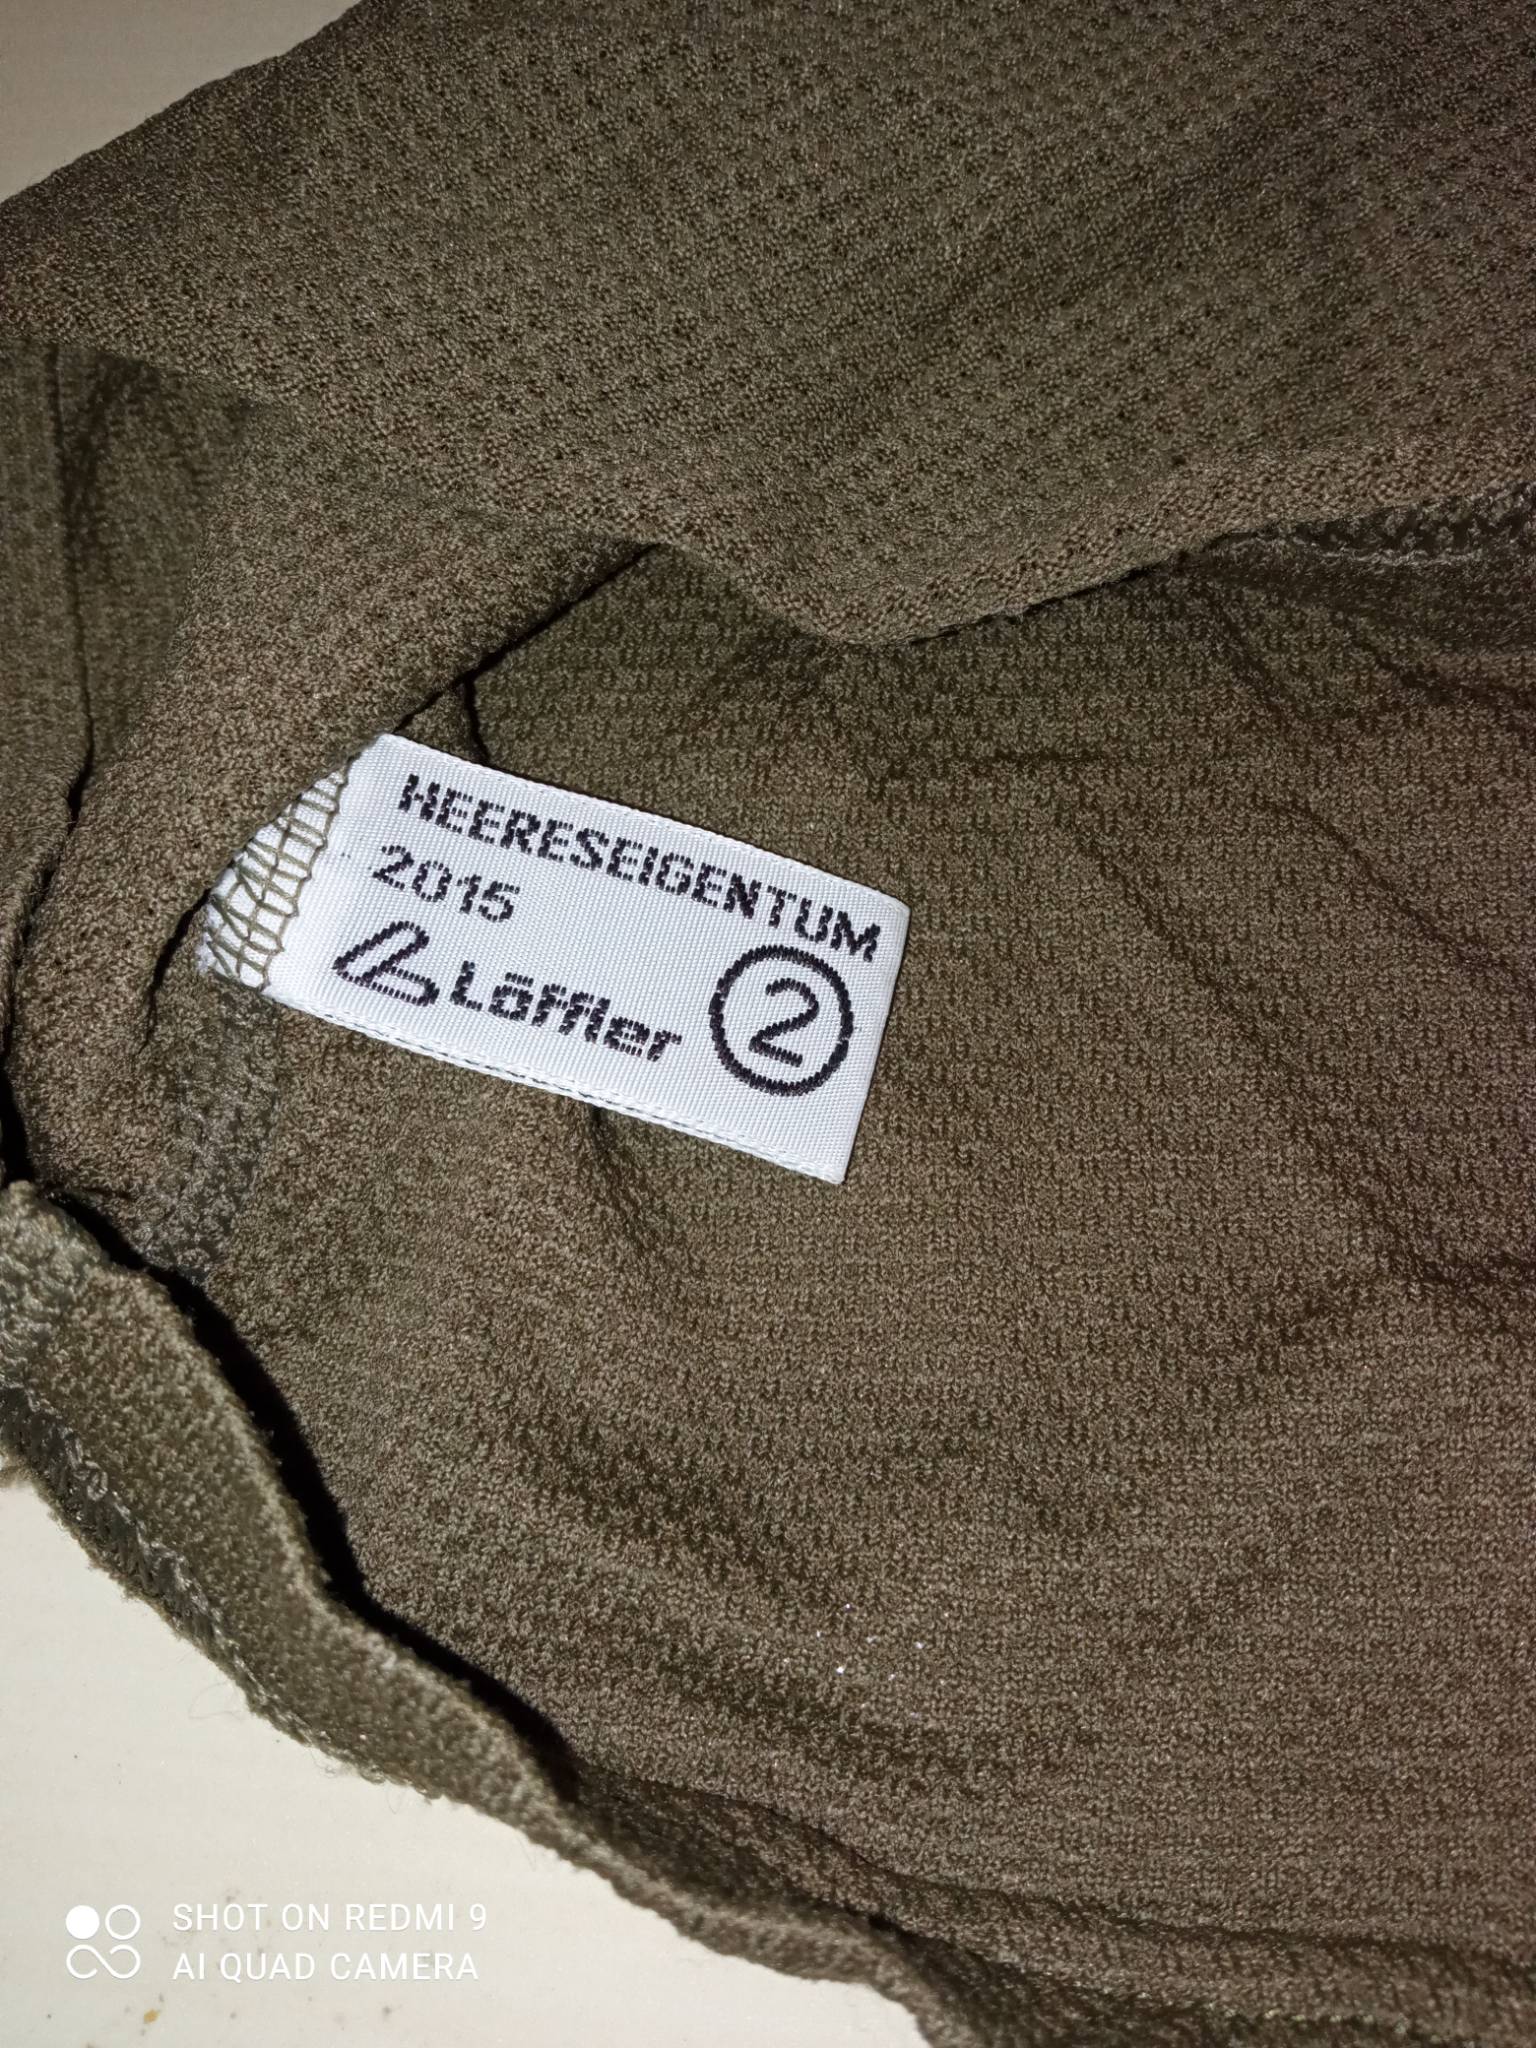 HEERESEIGENTUM
2015
Löffler 2
SHOT ON REDMI 9
AI QUAD CAMERA